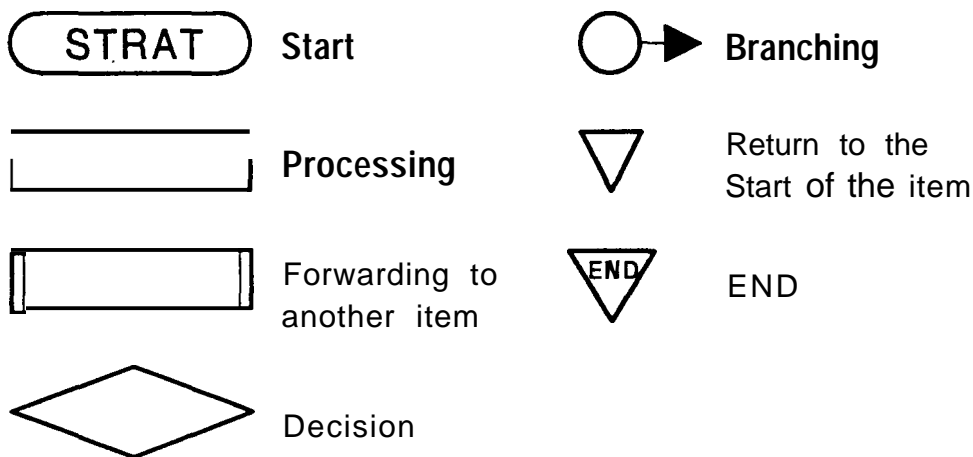 STRAT Start
Processing
Forwarding to
another item
Decision
Branching
Return to the
Start of the item
END END